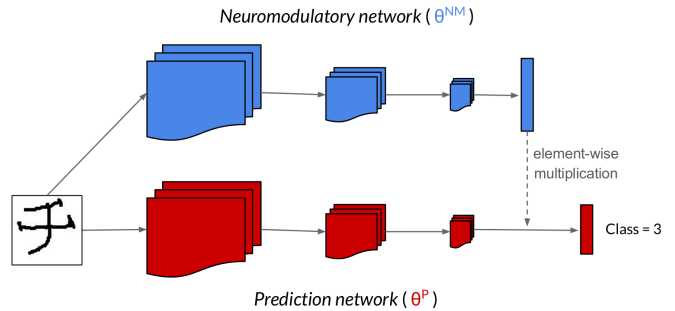 Neuromodulatory network ( θᴺᴹ )
element-wise
multiplication
Class = 3
Prediction network ( θᴾ )